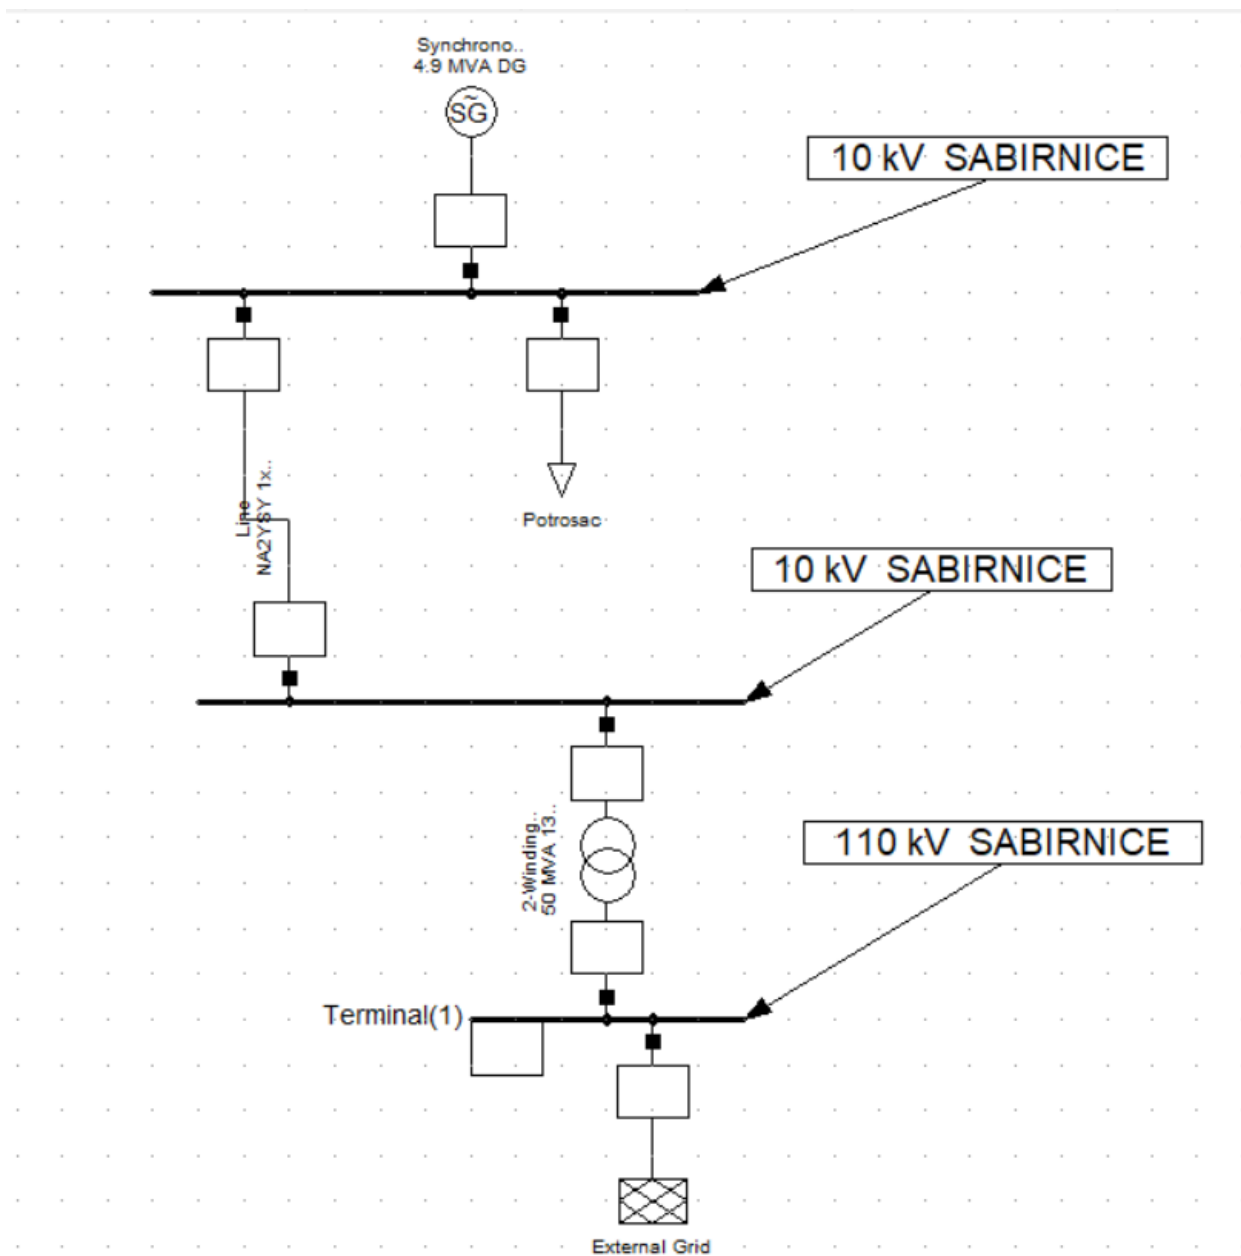 Synchrono..
4.9 MVA DG
~
SG
10 kV SABIRNICE
Line
NA2YSY 1x..
Potrosac
10 kV SABIRNICE
2-Winding..
50 MVA 13..
110 kV SABIRNICE
Terminal(1)
External Grid